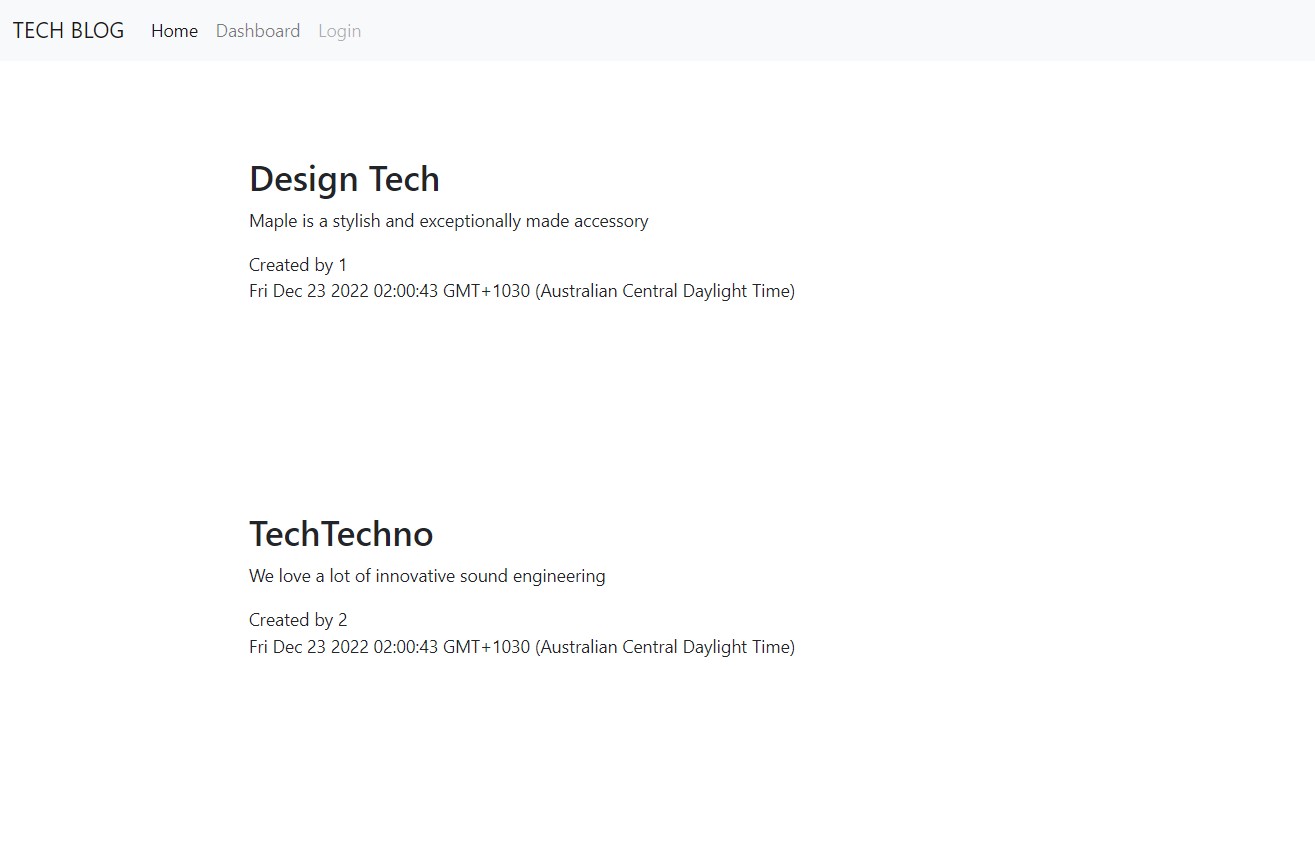 TECH BLOG Home Dashboard Login
Design Tech
Maple is a stylish and exceptionally made accessory
Created by 1
Fri Dec 23 2022 02:00:43 GMT+1030 (Australian Central Daylight Time)
TechTechno
We love a lot of innovative sound engineering
Created by 2
Fri Dec 23 2022 02:00:43 GMT+1030 (Australian Central Daylight Time)